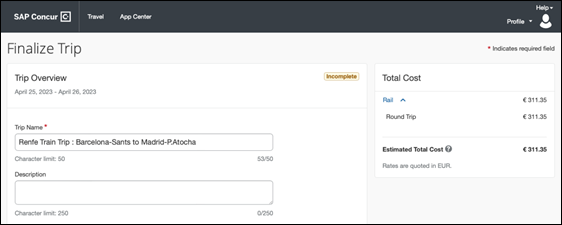 SAP Concur C Travel App Center Help
Profile
Finalize Trip
* Indicates required field
Trip Overview Incomplete
April 25, 2023 - April 26, 2023
Trip Name *
Renfe Train Trip : Barcelona-Sants to Madrid-P.Atocha
Character limit: 50 53/50
Description
Character limit: 250 0/250
Total Cost
Rail € 311.35
Round Trip € 311.35
Estimated Total Cost ? € 311.35
Rates are quoted in EUR.